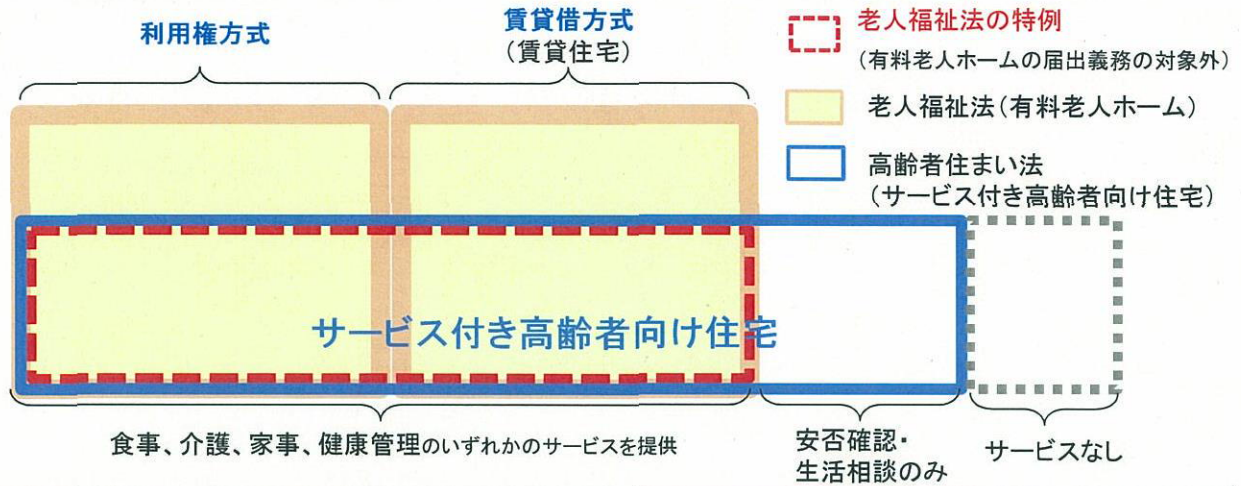 利用権方式
賃貸借方式
(賃貸住宅)
老人福祉法の特例
(有料老人ホームの届出義務の対象外)
老人福祉法(有料老人ホーム)
高齢者住まい法
(サービス付き高齢者向け住宅)
サービス付き高齢者向け住宅
食事、介護、家事、健康管理のいずれかのサービスを提供
安否確認・
生活相談のみ
サービスなし